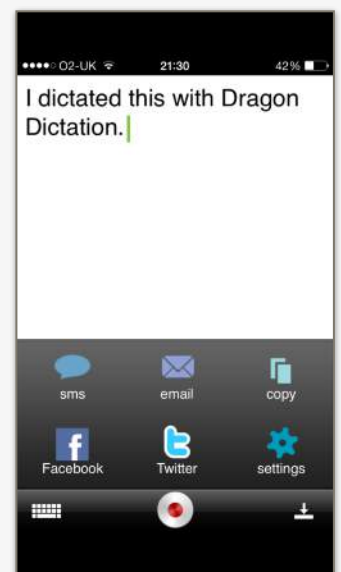 O2-UK 21:30 42%
I dictated this with Dragon
Dictation.
sms email copy
Facebook Twitter settings